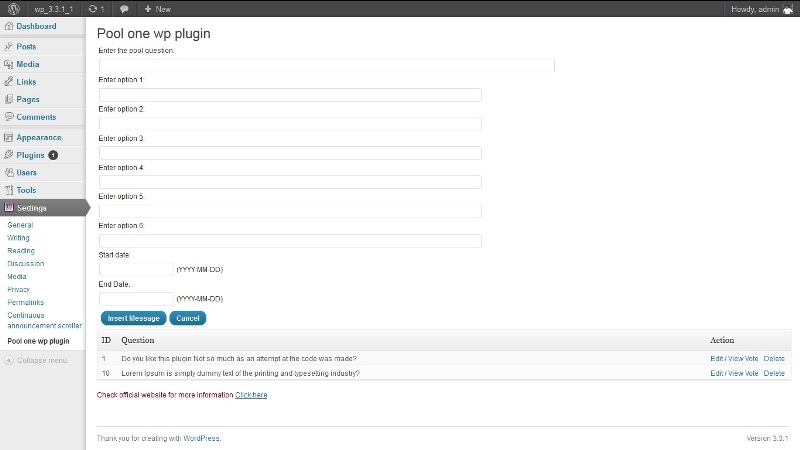 wp_3.3.1_1 1 + New Howdy, admin
Dashboard
Posts
Media
Links
Pages
Comments
Appearance
Plugins 1
Users
Tools
Settings
General
Writing
Reading
Discussion
Media
Privacy
Permalinks
Continuous
announcement scroller
Pool one wp plugin
Collapse menu
Pool one wp plugin
Enter the pool question:
Enter option 1:
Enter option 2:
Enter option 3:
Enter option 4:
Enter option 5:
Enter option 6:
Start date:
(YYYY-MM-DD)
End Date:
(YYYY-MM-DD)
Insert Message Cancel
ID Question Action
1 Do you like this plugin Not so much as an attempt at the code was made? Edit / View Vote Delete
10 Lorem Ipsum is simply dummy text of the printing and typesetting industry? Edit / View Vote Delete
Check official website for more information Click here
Thank you for creating with WordPress. Version 3.3.1